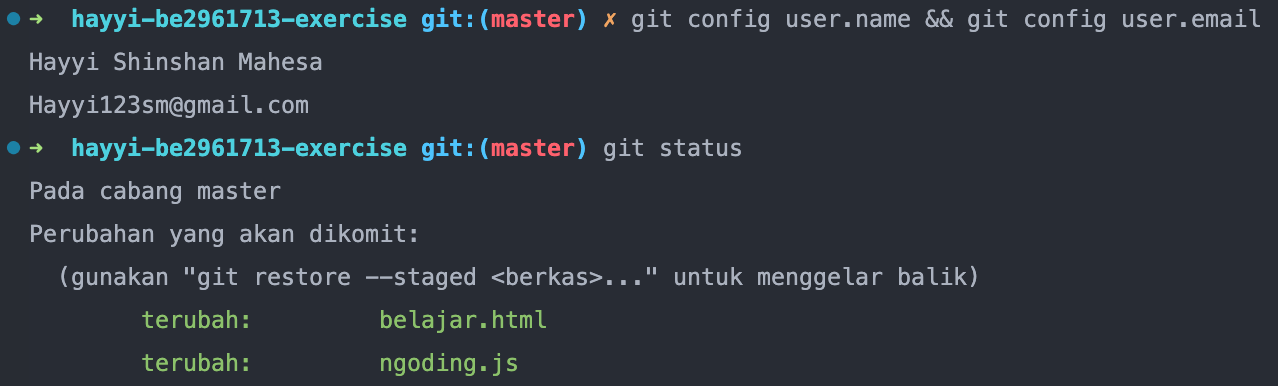 ➜ hayyi-be2961713-exercise git:(master) ✗ git config user.name && git config user.email
Hayyi Shinshan Mahesa
Hayyi123sm@gmail.com
➜ hayyi-be2961713-exercise git:(master) git status
Pada cabang master
Perubahan yang akan dikomit:
(gunakan "git restore --staged <berkas>..." untuk menggelar balik)
terubah: belajar.html
terubah: ngoding.js